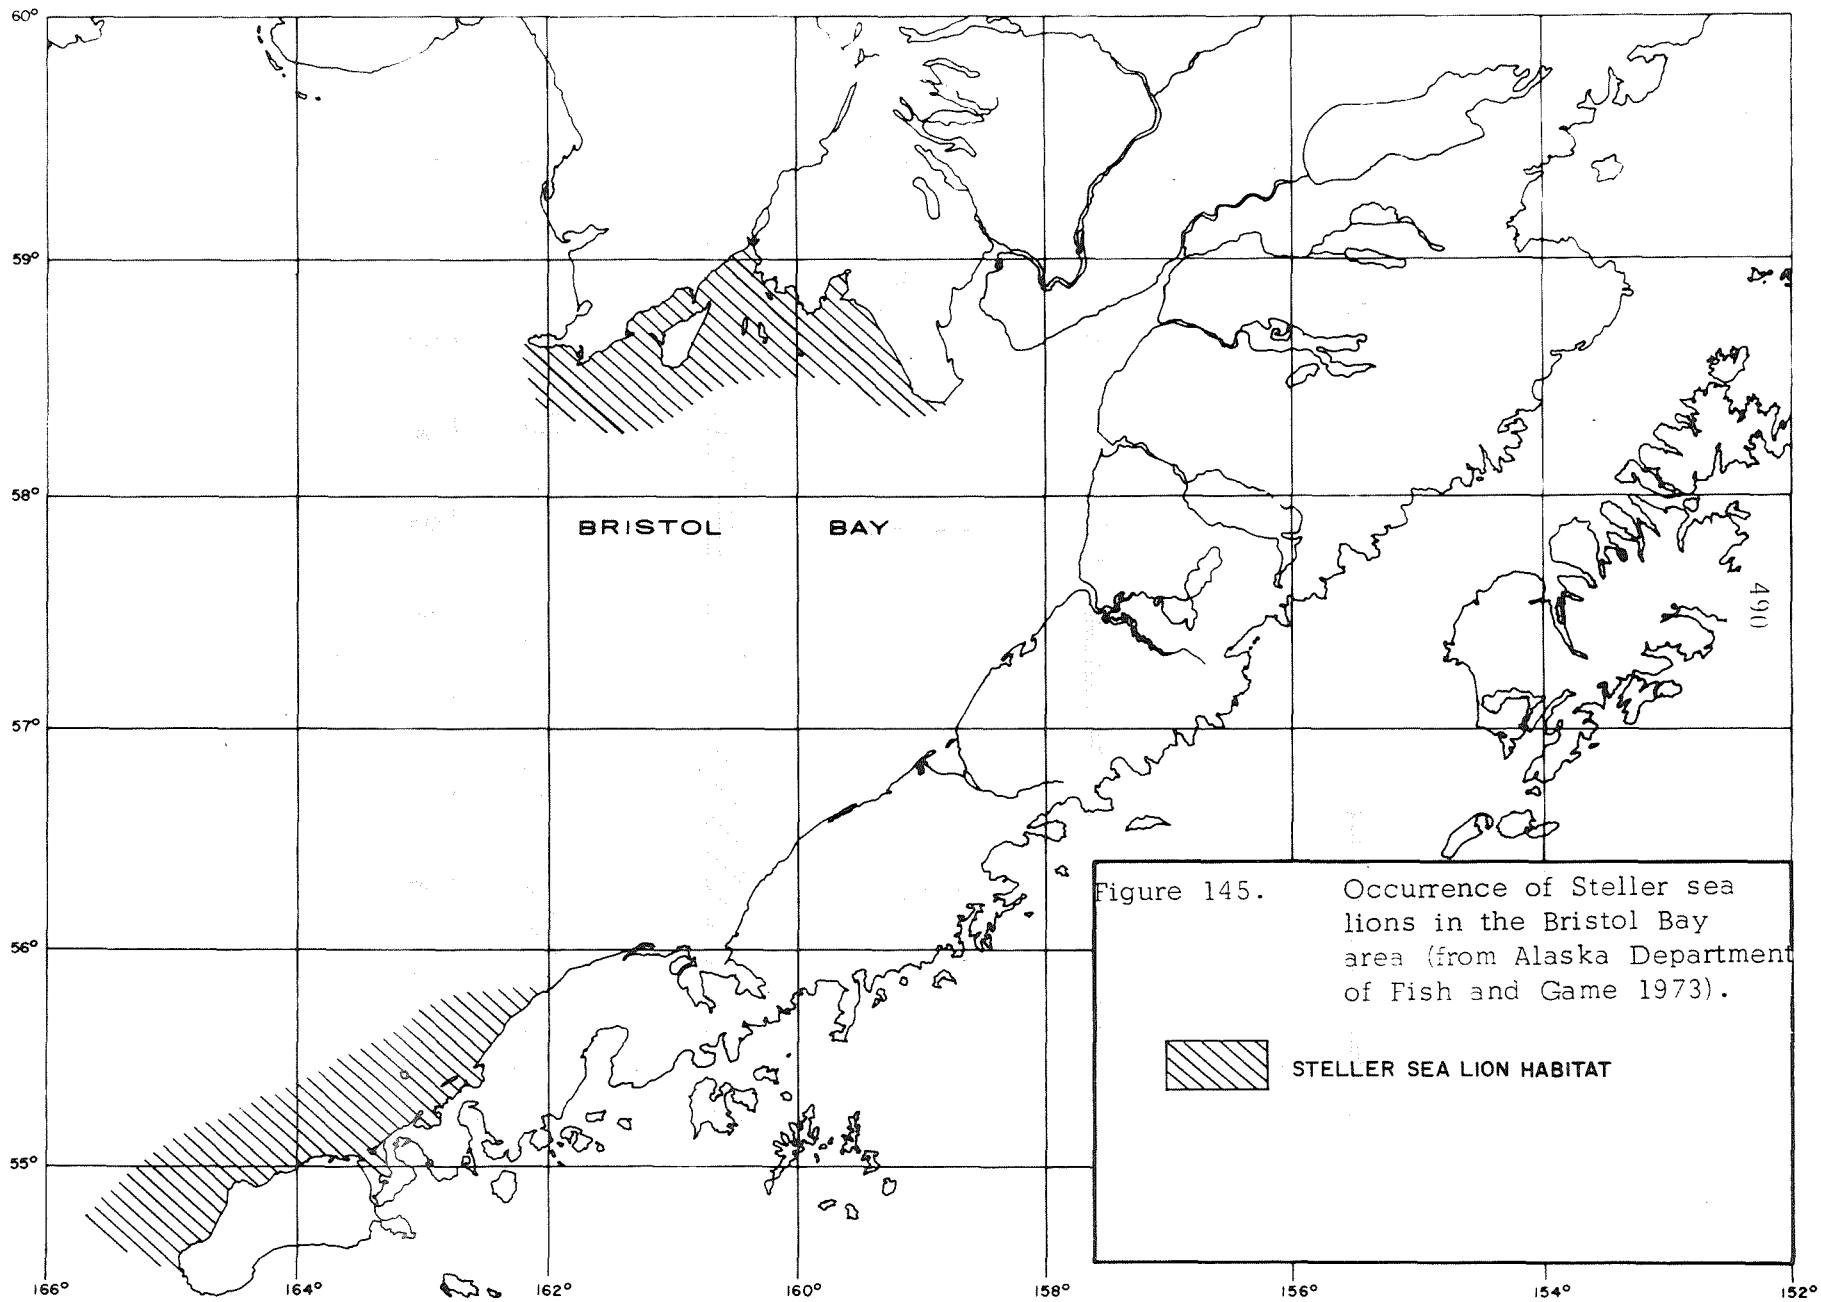 60°
59°
58°
57°
56°
55°
166°
164°
162°
160°
158°
156°
154°
152°
BRISTOL BAY
490
Figure 145. Occurrence of Steller sea
lions in the Bristol Bay
area (from Alaska Department
of Fish and Game 1973).
STELLER SEA LION HABITAT